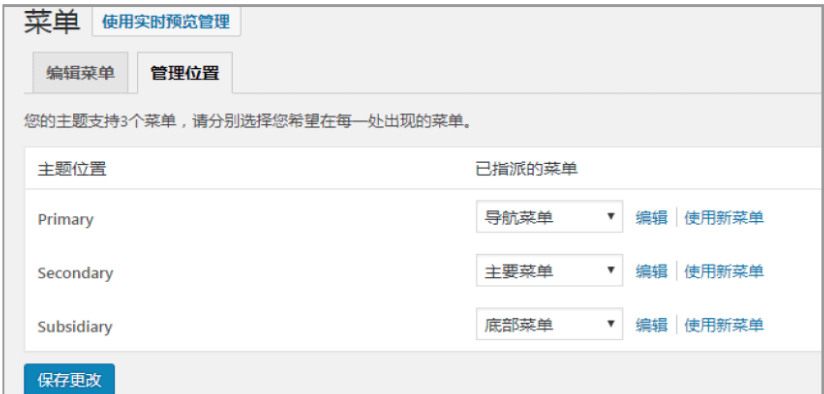 菜单 使用实时预览管理
编辑菜单 管理位置
您的主题支持3个菜单，请分别选择您希望在每一处出现的菜单。
主题位置 已指派的菜单
Primary 导航菜单 编辑 使用新菜单
Secondary 主要菜单 编辑 使用新菜单
Subsidiary 底部菜单 编辑 使用新菜单
保存更改